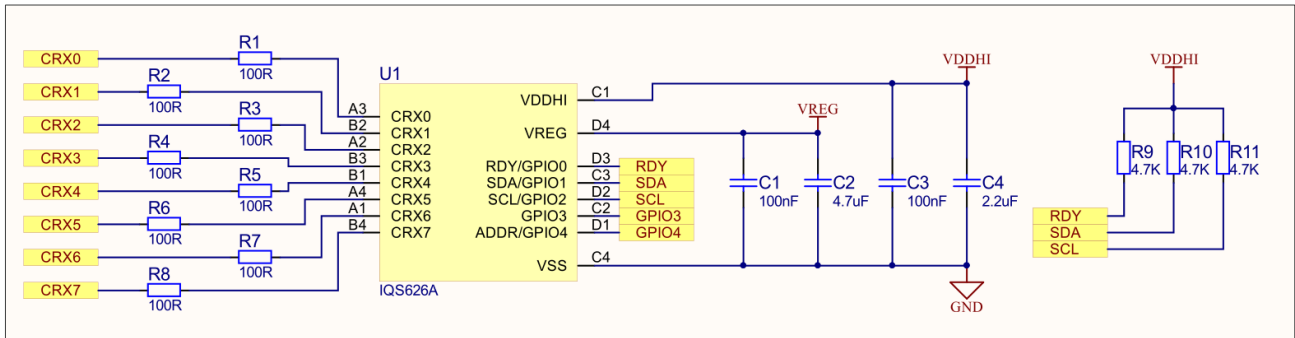 CRX0
R1
100R
CRX1
R2
100R
CRX2
R3
100R
CRX3
R4
100R
CRX4
R5
100R
CRX5
R6
100R
CRX6
R7
100R
CRX7
R8
100R
U1
A3 CRX0
B2 CRX1
A2 CRX2
B3 CRX3
B1 CRX4
A4 CRX5
A1 CRX6
B4 CRX7
VDDHI C1
VREG D4
RDY/GPIO0 D3 RDY
SDA/GPIO1 C3 SDA
SCL/GPIO2 D2 SCL
GPIO3 C2 GPIO3
ADDR/GPIO4 D1 GPIO4
VSS C4
IQS626A
VREG
VDDHI
C1
100nF
C2
4.7uF
C3
100nF
C4
2.2uF
GND
VDDHI
R9
4.7K
R10
4.7K
R11
4.7K
RDY
SDA
SCL